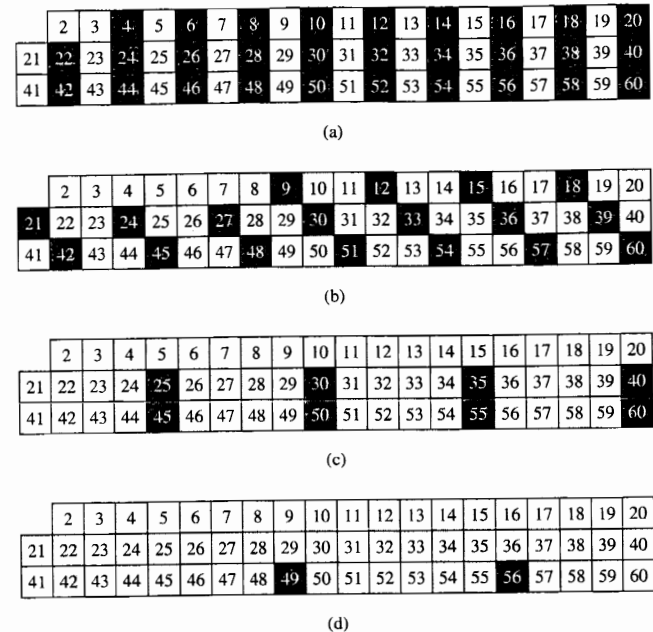 2 3 4 5 6 7 8 9 10 11 12 13 14 15 16 17 18 19 20
21 22 23 24 25 26 27 28 29 30 31 32 33 34 35 36 37 38 39 40
41 42 43 44 45 46 47 48 49 50 51 52 53 54 55 56 57 58 59 60
(a)
2 3 4 5 6 7 8 9 10 11 12 13 14 15 16 17 18 19 20
21 22 23 24 25 26 27 28 29 30 31 32 33 34 35 36 37 38 39 40
41 42 43 44 45 46 47 48 49 50 51 52 53 54 55 56 57 58 59 60
(b)
2 3 4 5 6 7 8 9 10 11 12 13 14 15 16 17 18 19 20
21 22 23 24 25 26 27 28 29 30 31 32 33 34 35 36 37 38 39 40
41 42 43 44 45 46 47 48 49 50 51 52 53 54 55 56 57 58 59 60
(c)
2 3 4 5 6 7 8 9 10 11 12 13 14 15 16 17 18 19 20
21 22 23 24 25 26 27 28 29 30 31 32 33 34 35 36 37 38 39 40
41 42 43 44 45 46 47 48 49 50 51 52 53 54 55 56 57 58 59 60
(d)